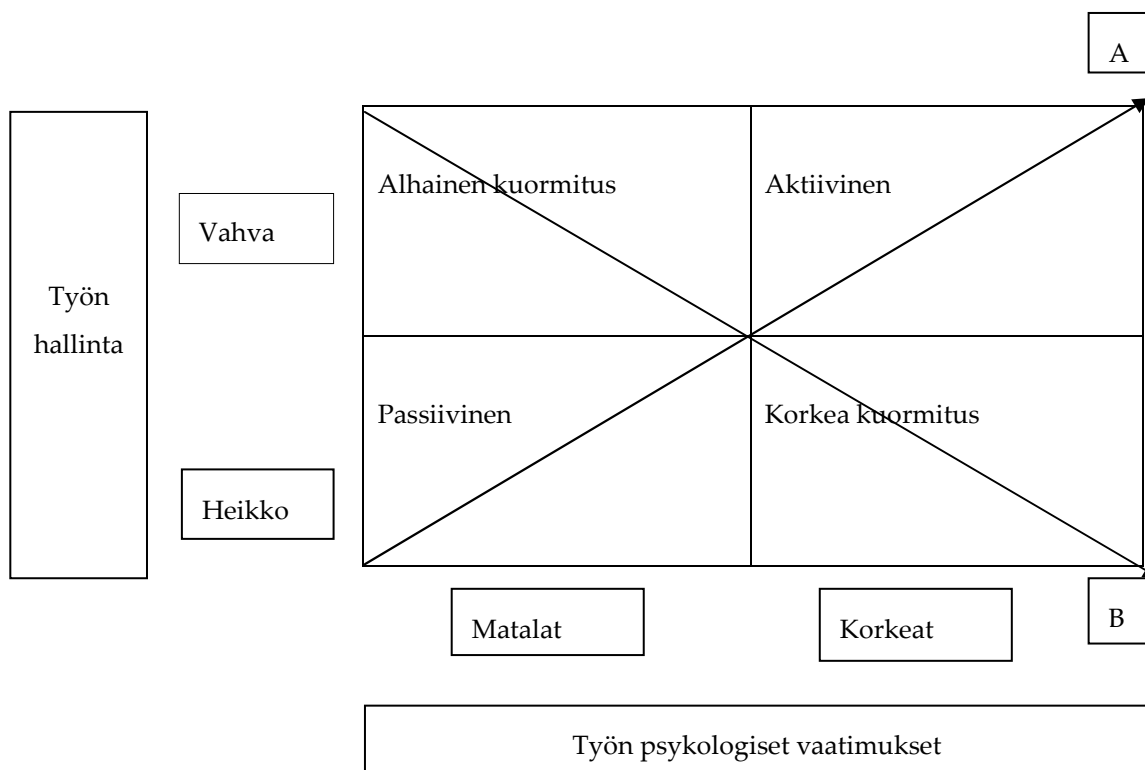 A
Alhainen kuormitus
Aktiivinen
Vahva
Työn
hallinta
Passiivinen
Korkea kuormitus
Heikko
Matalat
Korkeat
B
Työn psykologiset vaatimukset